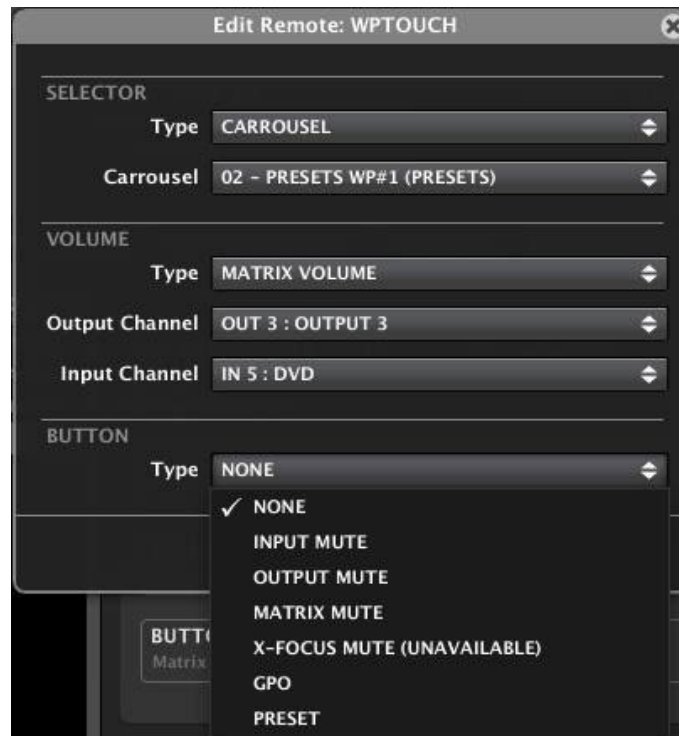 Edit Remote: WPTOUCH
SELECTOR
Type CARROUSEL
Carrousel 02 - PRESETS WP#1 (PRESETS)
VOLUME
Type MATRIX VOLUME
Output Channel OUT 3 : OUTPUT 3
Input Channel IN 5 : DVD
BUTTON
Type NONE
✓ NONE
INPUT MUTE
OUTPUT MUTE
MATRIX MUTE
X-FOCUS MUTE (UNAVAILABLE)
GPO
PRESET
BUTT
Matrix